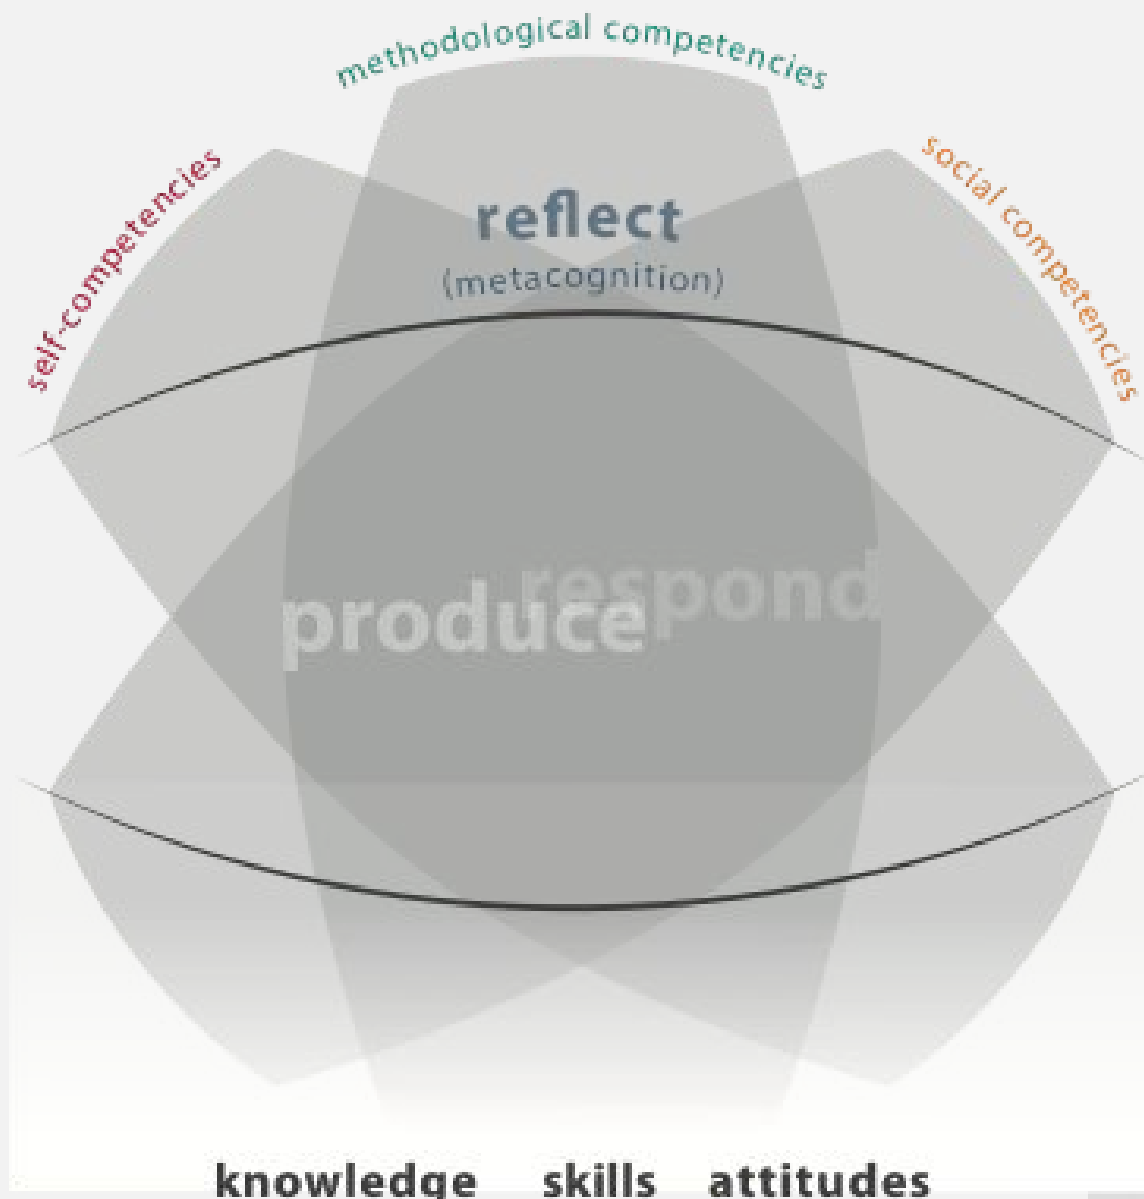 methodological competencies
self-competencies
social competencies
reflect
(metacognition)
respond
produce
knowledge skills attitudes